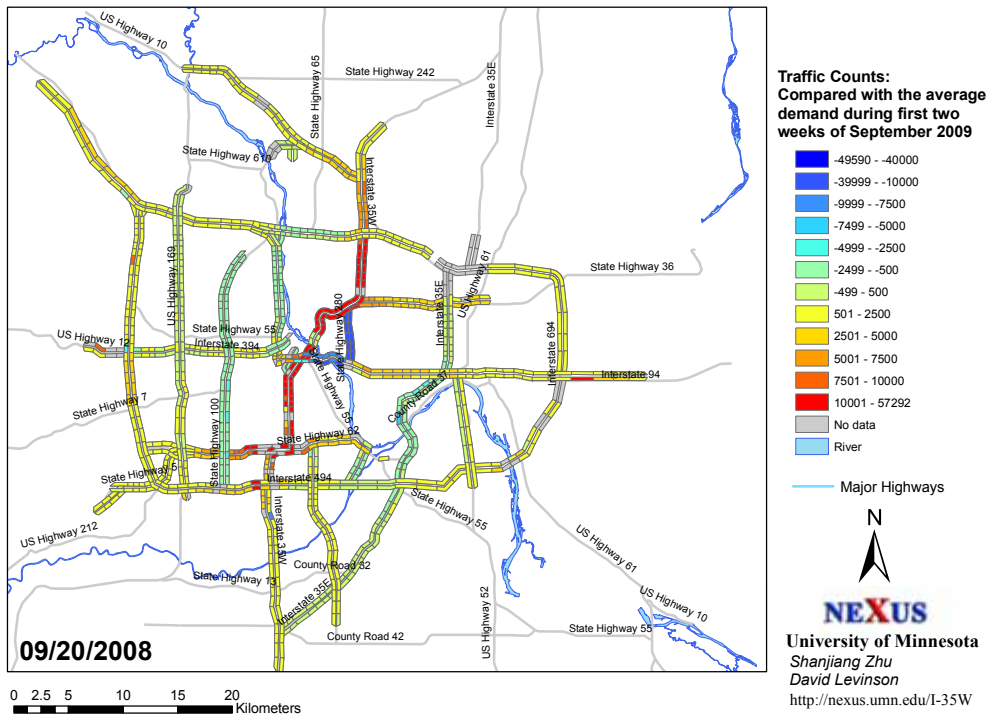 US Highway 10
State Highway 65
State Highway 242
Interstate 35E
State Highway 610
Interstate 35W
US Highway 169
US Highway 61
State Highway 36
Interstate 35E
State Highway 280
Interstate 694
US Highway 12
State Highway 55
Interstate 394
State Highway 55
Interstate 94
County Road 37
State Highway 7
State Highway 100
State Highway 62
State Highway 5
Interstate 494
Interstate 35W
State Highway 55
US Highway 212
US Highway 61
County Road 32
State Highway 13
Interstate 35E
US Highway 52
US Highway 10
State Highway 55
County Road 42
09/20/2008
0 2.5 5 10 15 20
Kilometers
Traffic Counts:
Compared with the average
demand during first two
weeks of September 2009
-49590 - -40000
-39999 - -10000
-9999 - -7500
-7499 - -5000
-4999 - -2500
-2499 - -500
-499 - 500
501 - 2500
2501 - 5000
5001 - 7500
7501 - 10000
10001 - 57292
No data
River
Major Highways
N
NEXUS
University of Minnesota
Shanjiang Zhu
David Levinson
http://nexus.umn.edu/I-35W